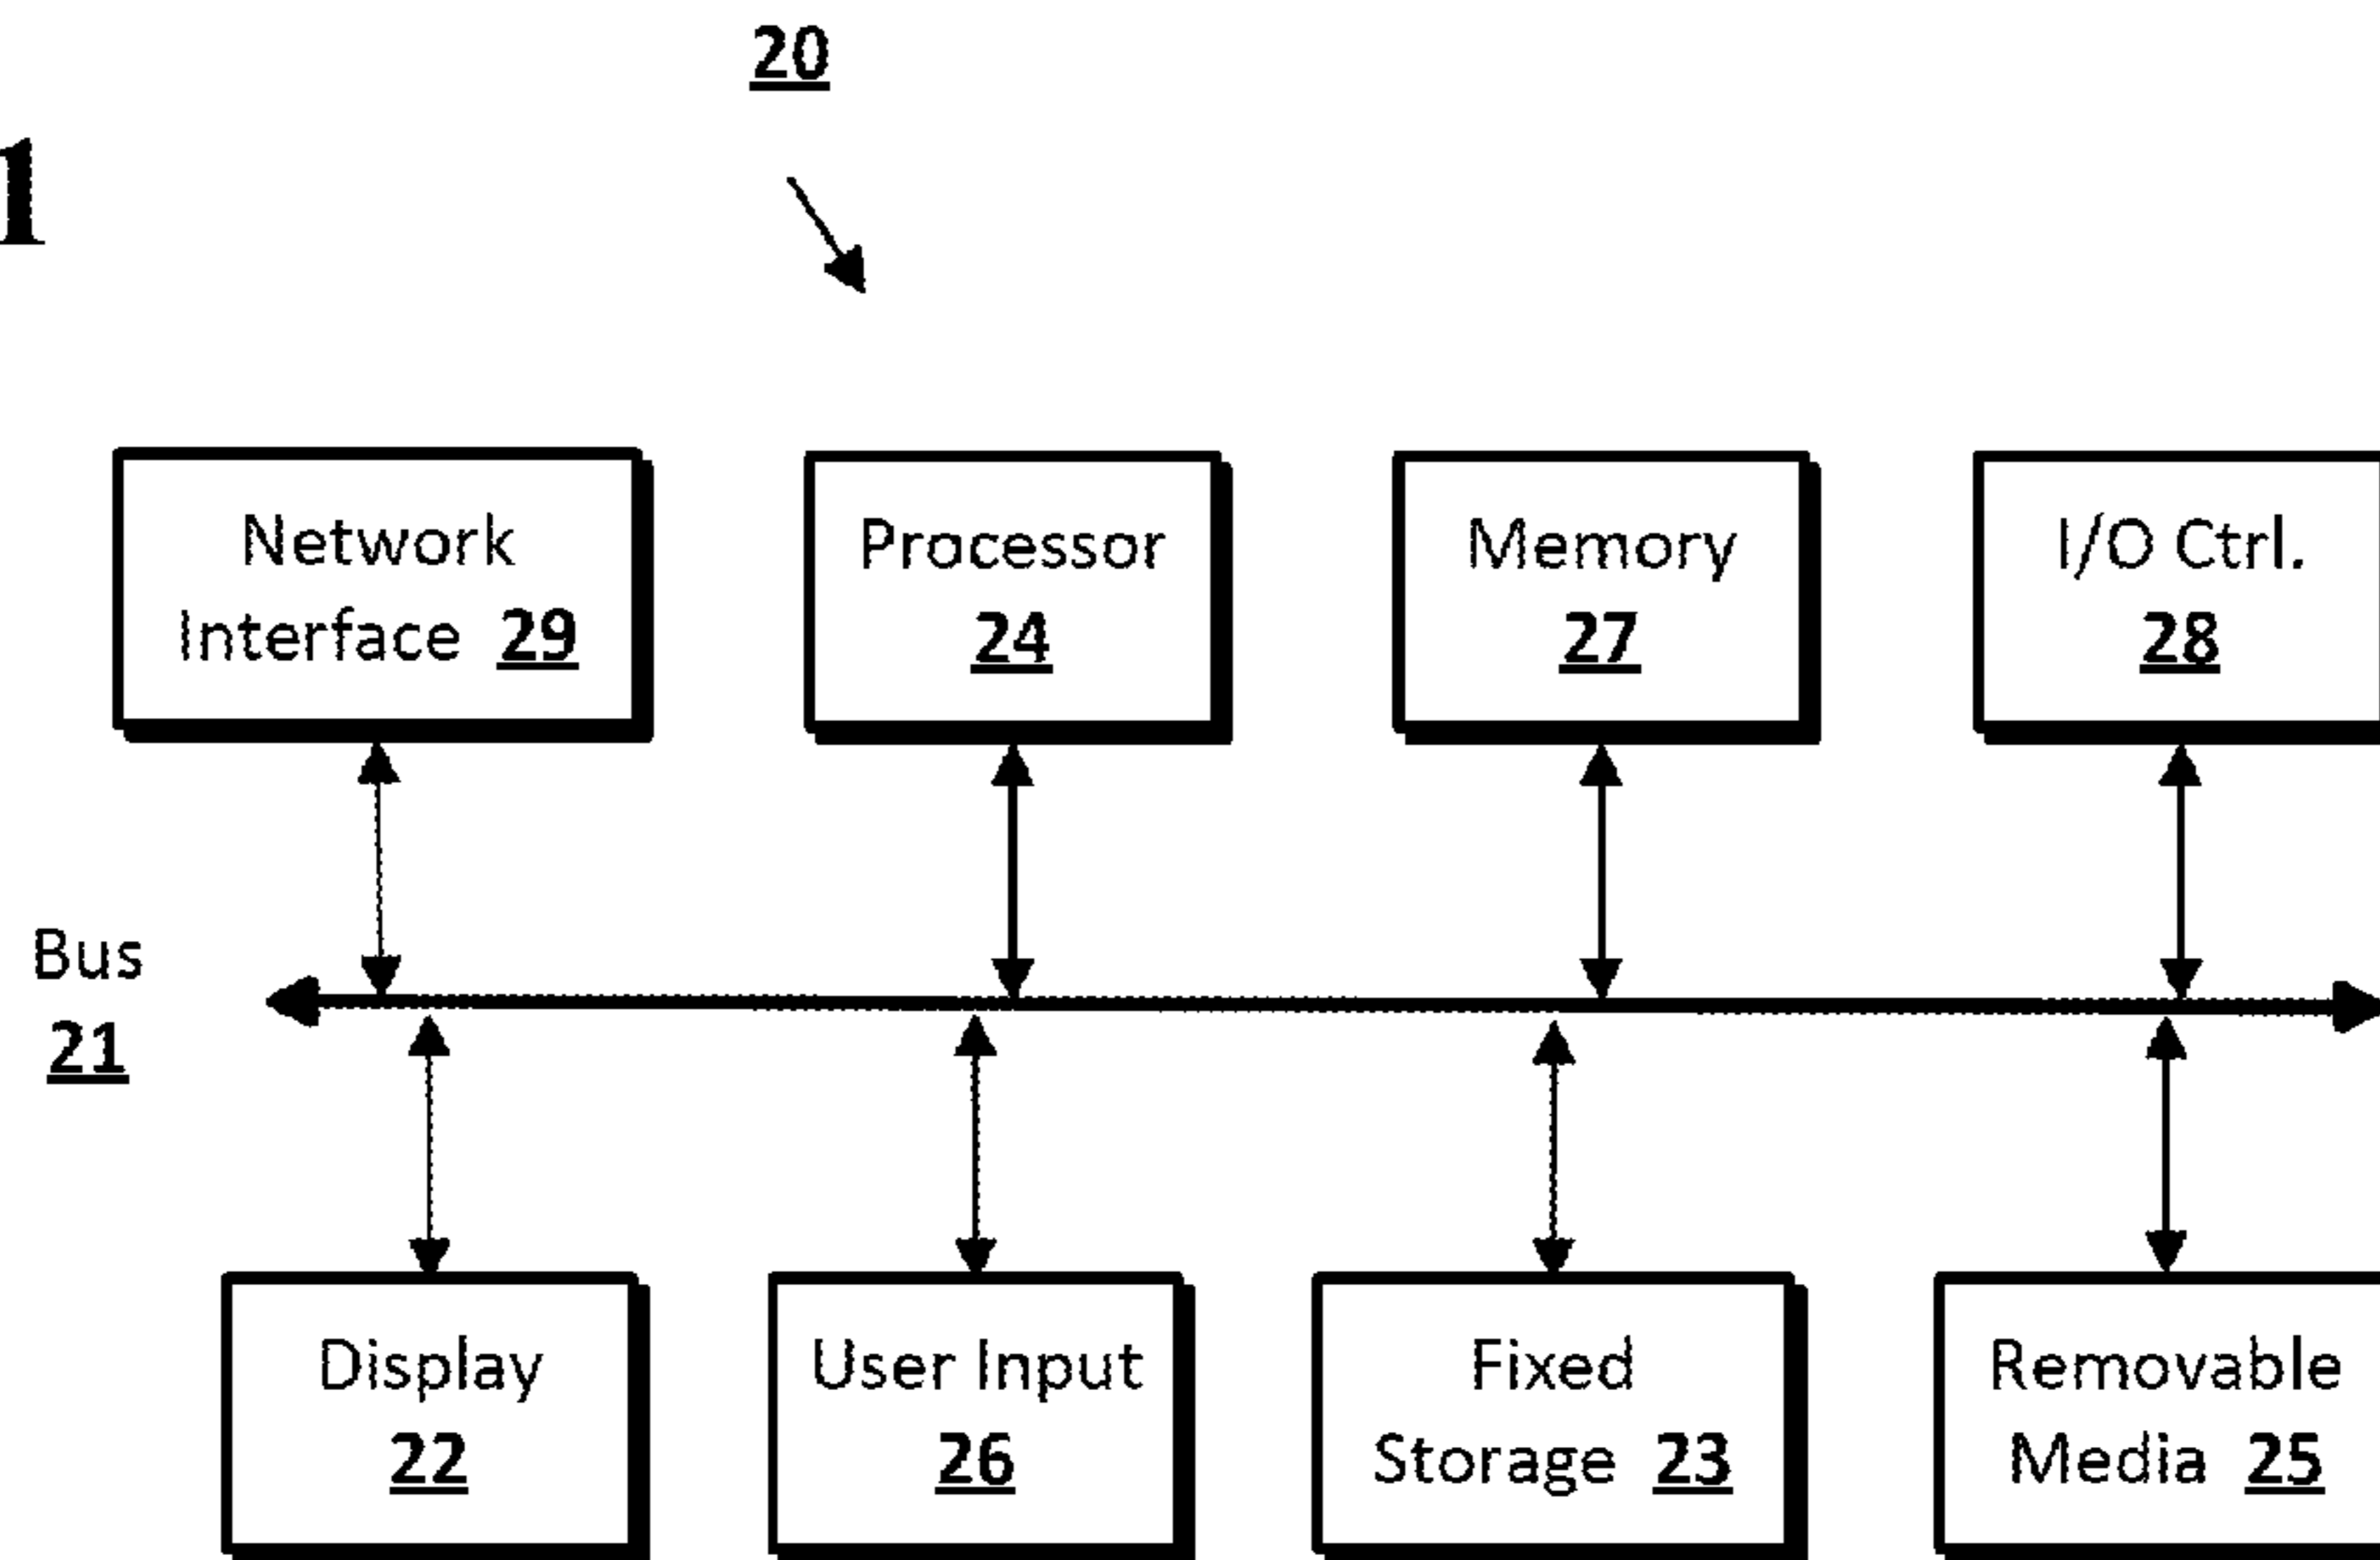 20
1
Network
Interface 29
Processor
24
Memory
27
I/O Ctrl.
28
Bus
21
Display
22
User Input
26
Fixed
Storage 23
Removable
Media 25